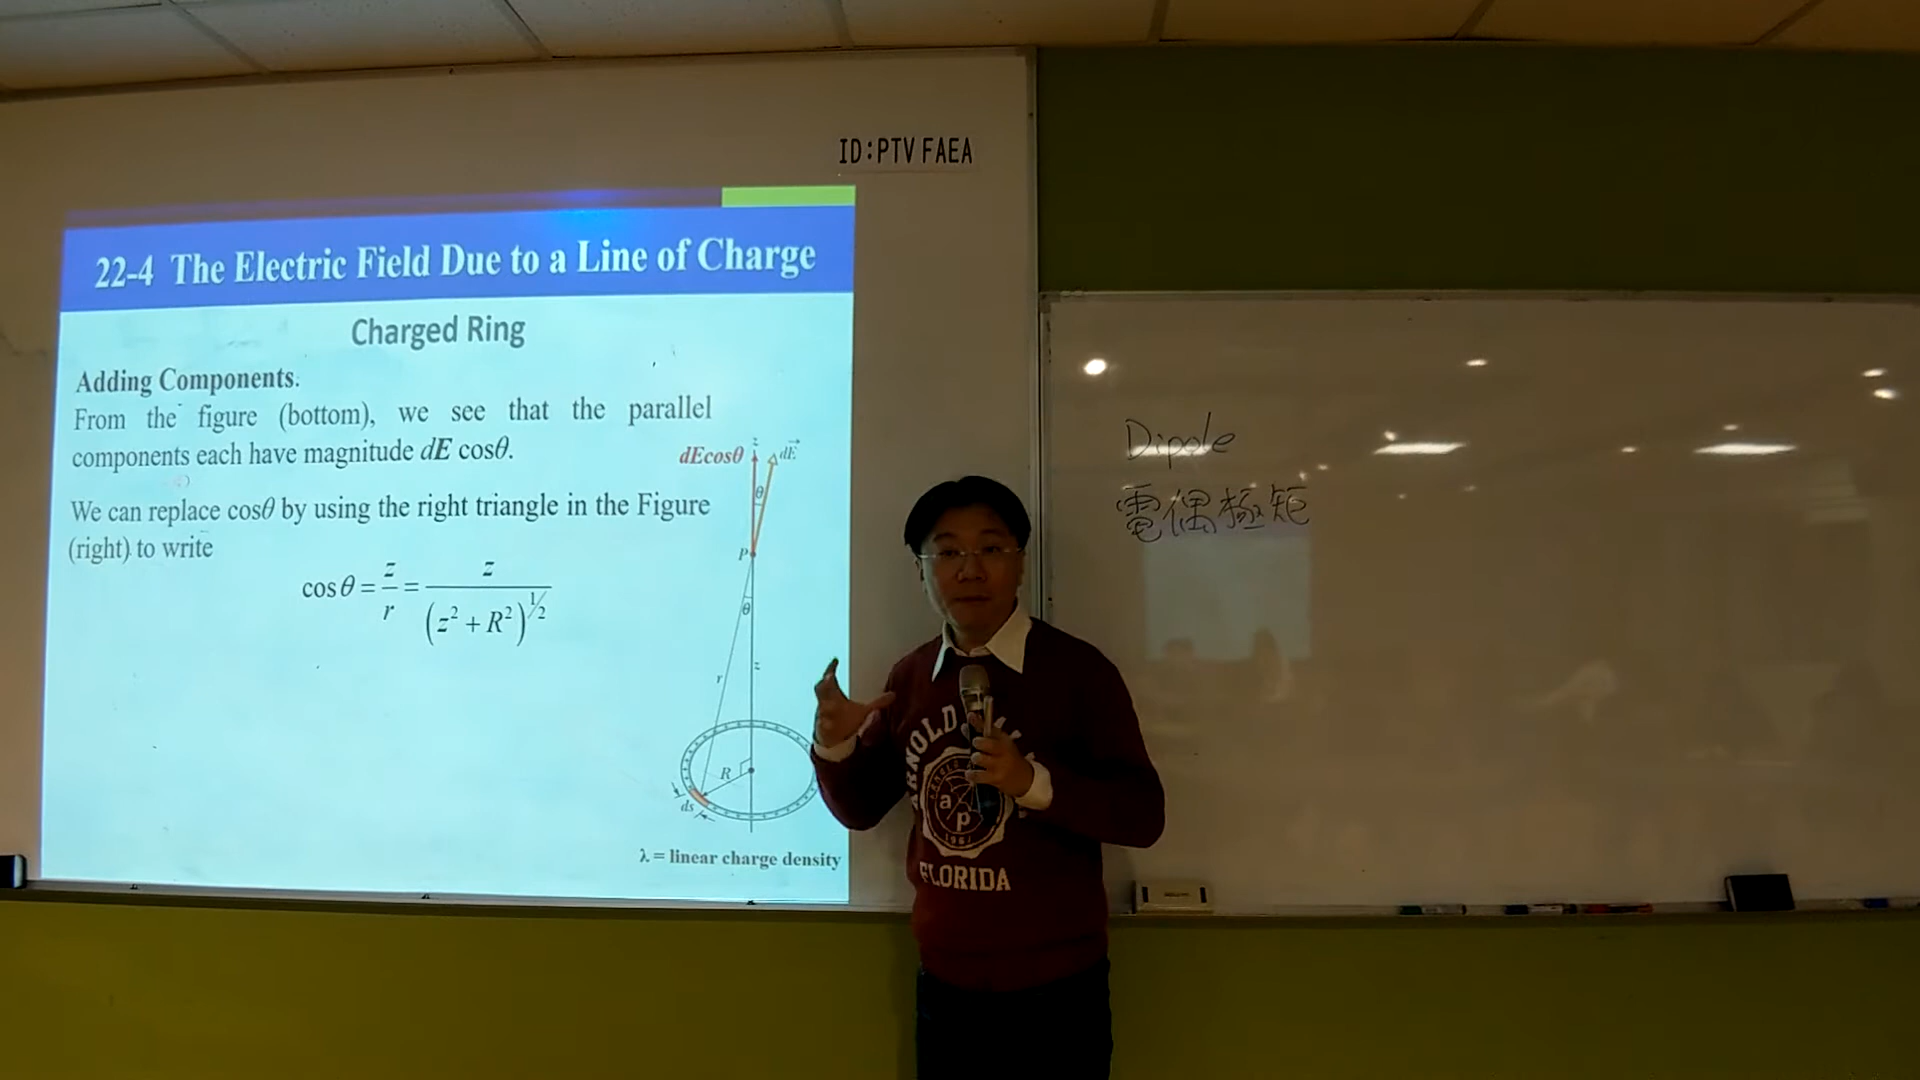 ID:PTV FAEA
22-4 The Electric Field Due to a Line of Charge
Charged Ring
Adding Components.
From the figure (bottom), we see that the parallel
components each have magnitude dE cosθ.
We can replace cosθ by using the right triangle in the Figure
(right) to write
cos θ = z/r = z/(z² + R²)^1/2
dEcosθ
z
dE
θ
P
θ
z
r
R
ds
λ = linear charge density
Dipole
電偶極矩
ARNOLD
a
p
1961
FLORIDA